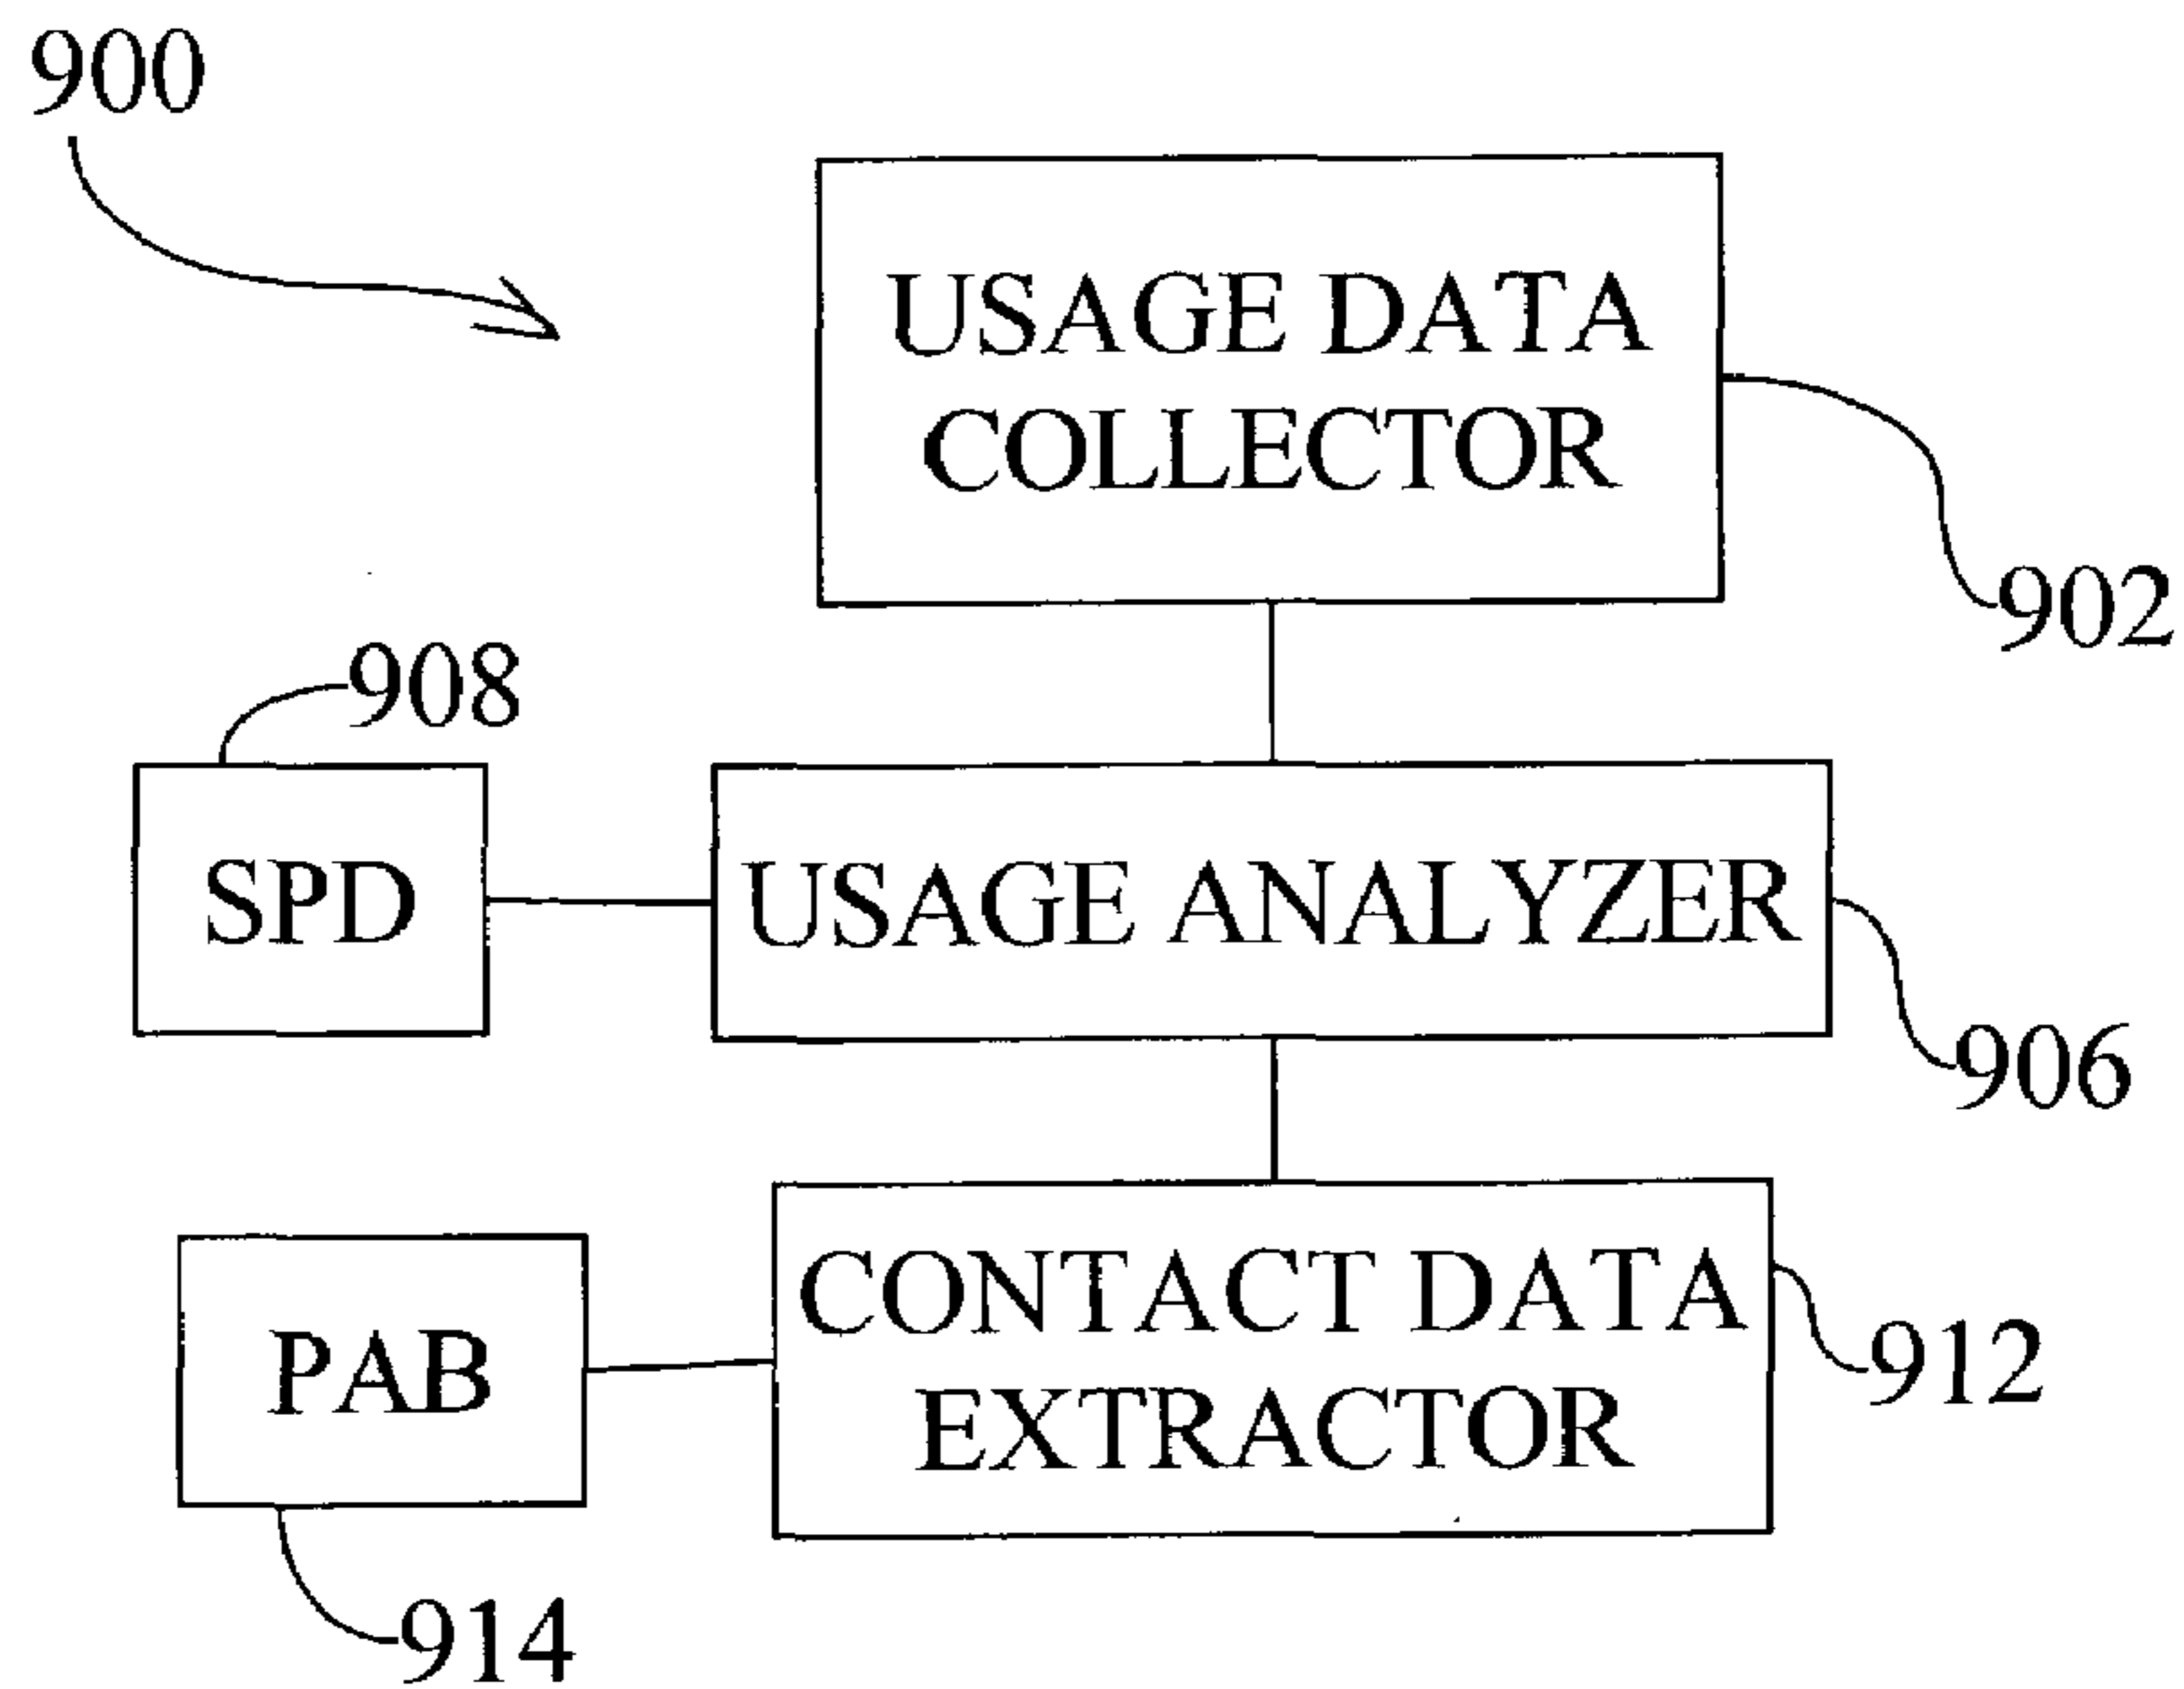 900
USAGE DATA
COLLECTOR
902
908
SPD
USAGE ANALYZER
906
PAB
CONTACT DATA
EXTRACTOR
912
914